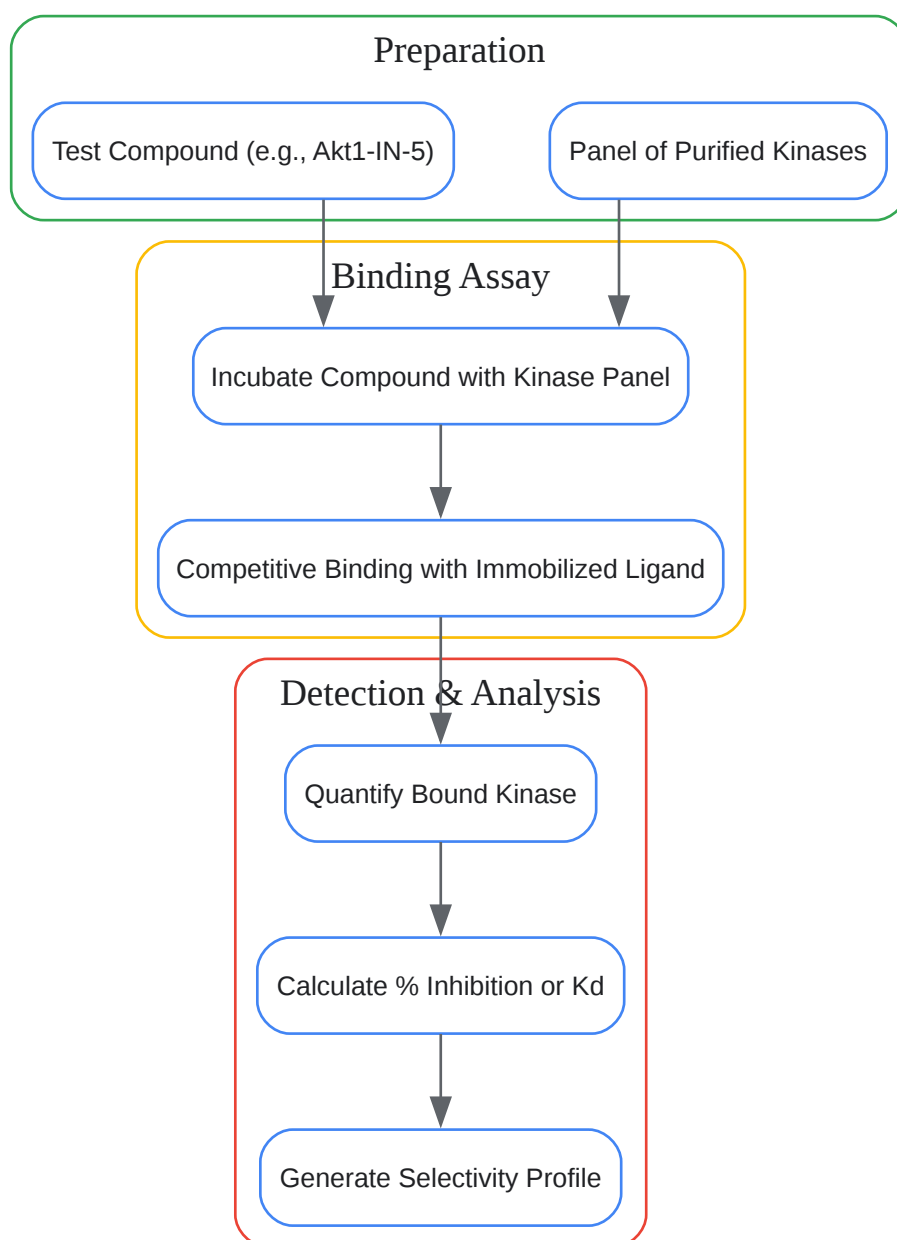 Preparation
Test Compound (e.g., Akt1-IN-5)
Panel of Purified Kinases
Binding Assay
Incubate Compound with Kinase Panel
Competitive Binding with Immobilized Ligand
Detection & Analysis
Quantify Bound Kinase
Calculate % Inhibition or Kd
Generate Selectivity Profile